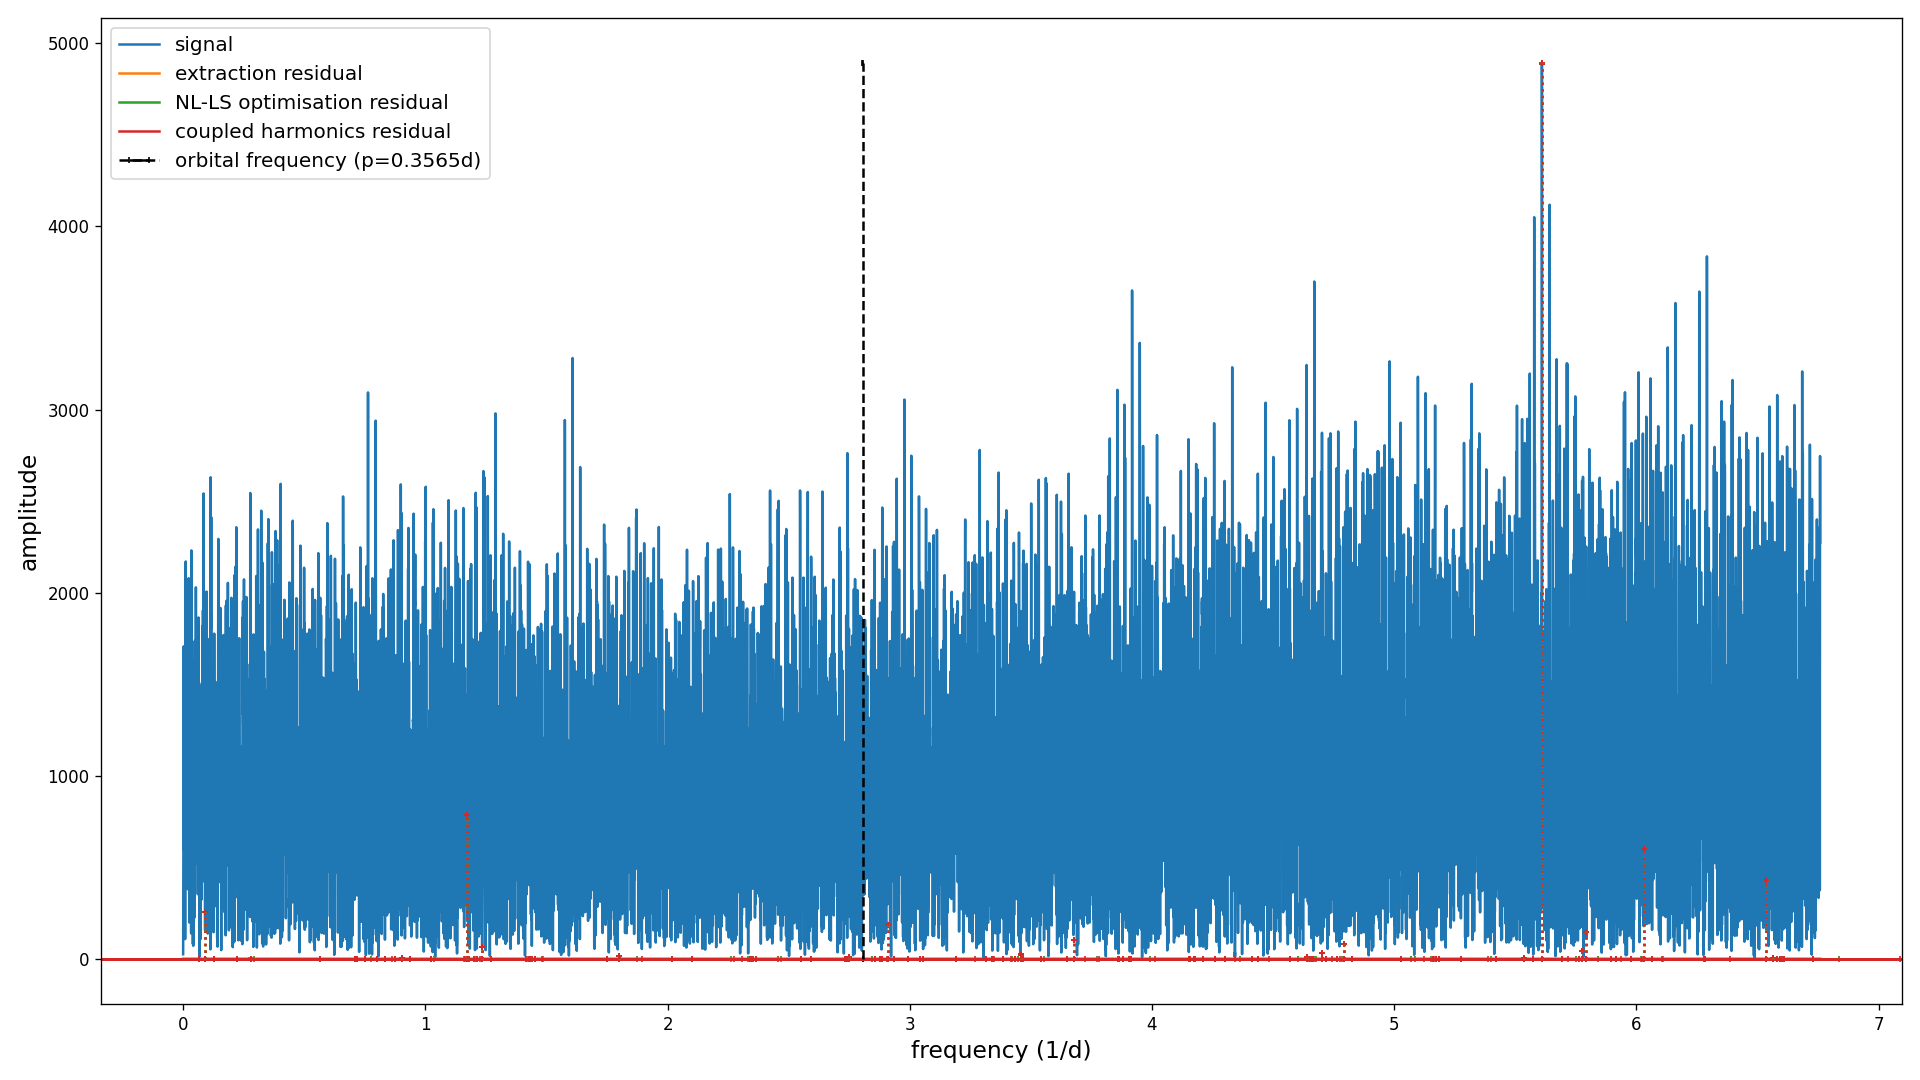 signal
extraction residual
NL-LS optimisation residual
coupled harmonics residual
orbital frequency (p=0.3565d)
5000
4000
3000
2000
1000
0
amplitude
0 1 2 3 4 5 6 7
frequency (1/d)